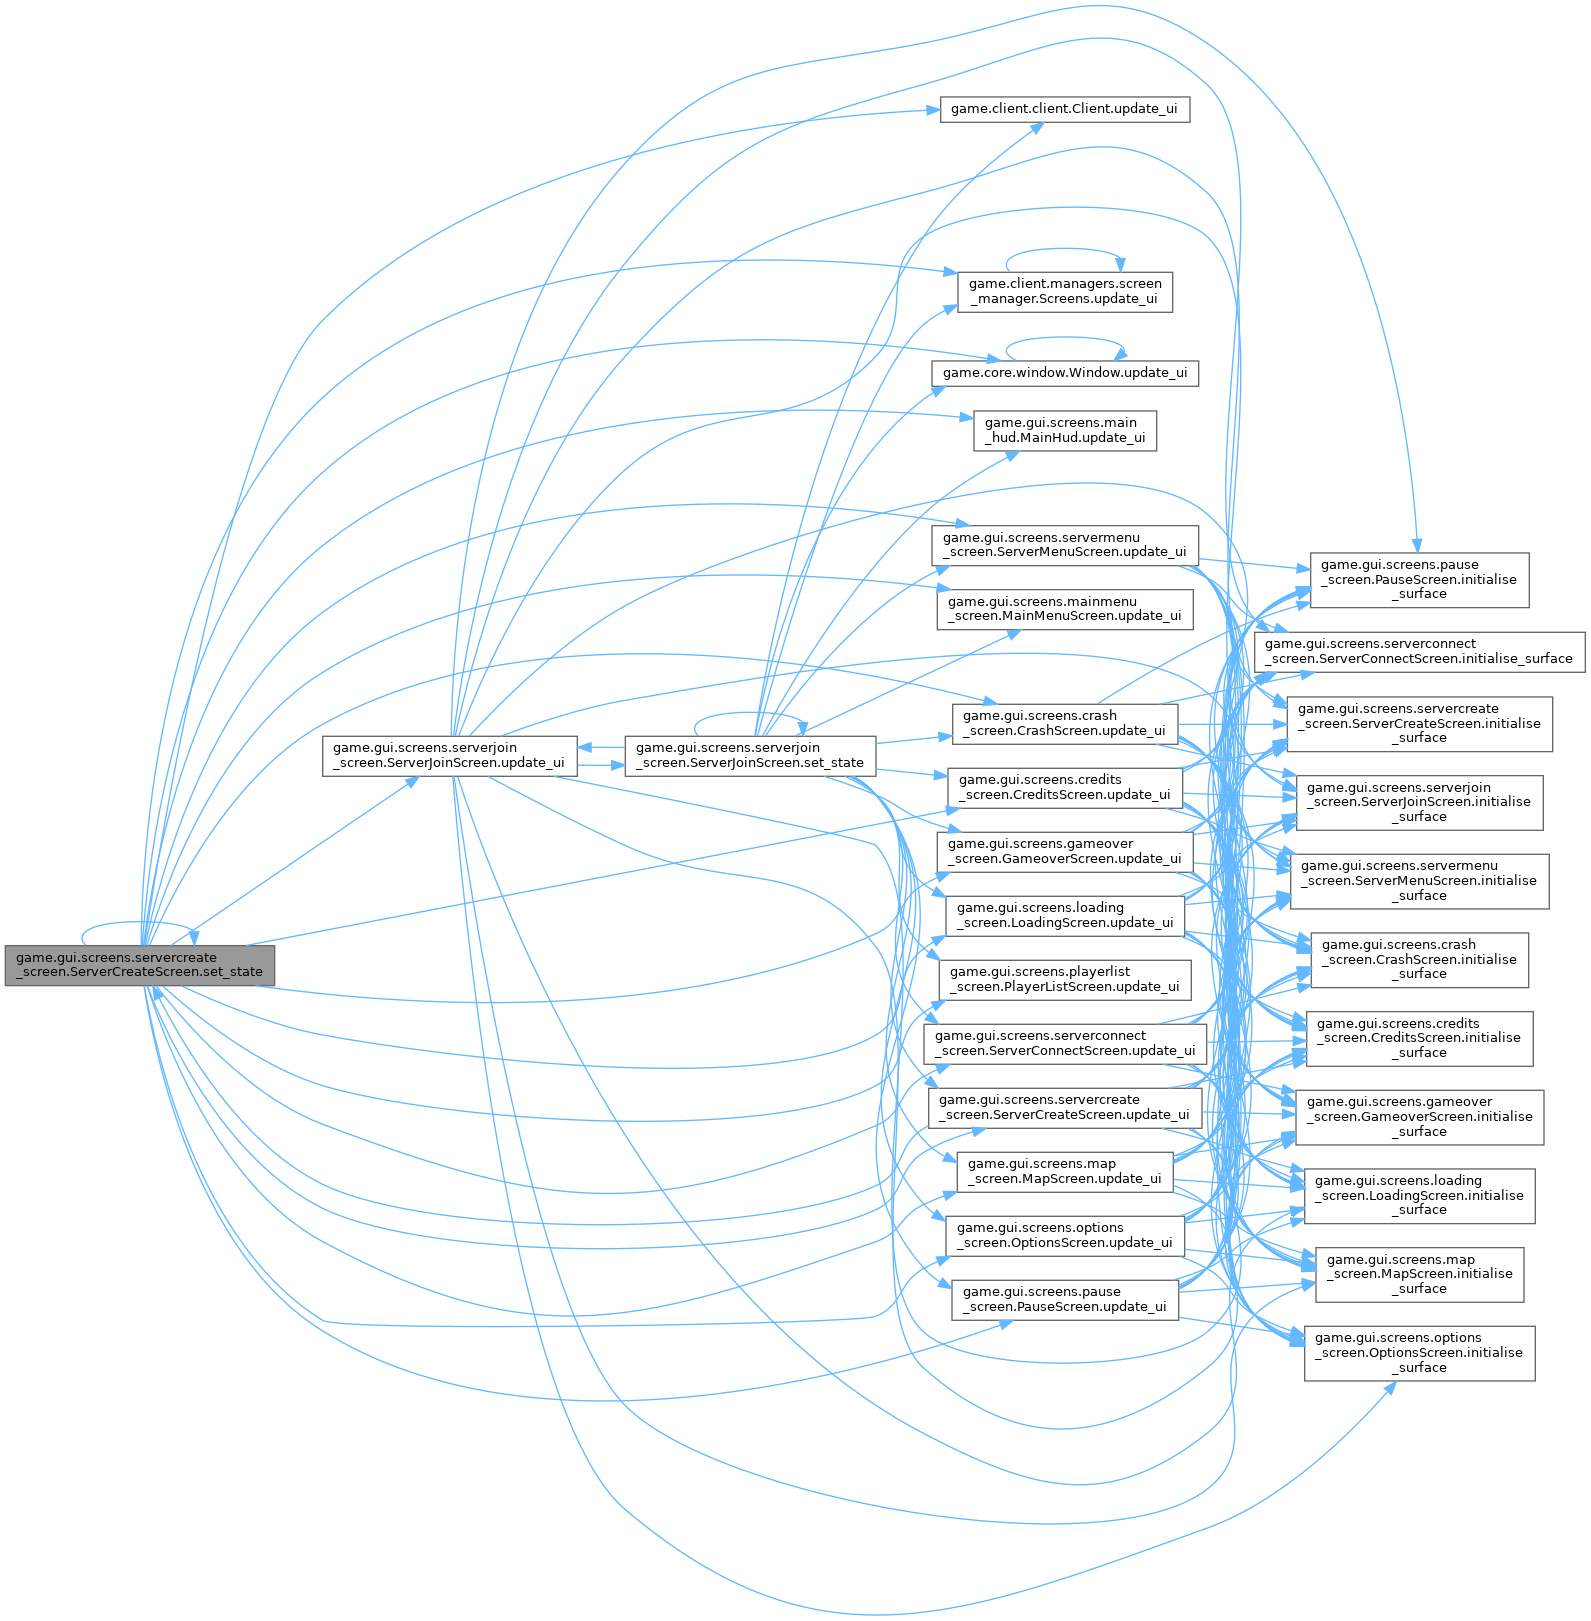 game.gui.screens.servercreate
_screen.ServerCreateScreen.set_state
game.gui.screens.serverjoin
_screen.ServerJoinScreen.update_ui
game.gui.screens.serverjoin
_screen.ServerJoinScreen.set_state
game.client.client.Client.update_ui
game.client.managers.screen
_manager.Screens.update_ui
game.core.window.Window.update_ui
game.gui.screens.main
_hud.MainHud.update_ui
game.gui.screens.servermenu
_screen.ServerMenuScreen.update_ui
game.gui.screens.mainmenu
_screen.MainMenuScreen.update_ui
game.gui.screens.crash
_screen.CrashScreen.update_ui
game.gui.screens.credits
_screen.CreditsScreen.update_ui
game.gui.screens.gameover
_screen.GameoverScreen.update_ui
game.gui.screens.loading
_screen.LoadingScreen.update_ui
game.gui.screens.playerlist
_screen.PlayerListScreen.update_ui
game.gui.screens.serverconnect
_screen.ServerConnectScreen.update_ui
game.gui.screens.servercreate
_screen.ServerCreateScreen.update_ui
game.gui.screens.map
_screen.MapScreen.update_ui
game.gui.screens.options
_screen.OptionsScreen.update_ui
game.gui.screens.pause
_screen.PauseScreen.update_ui
game.gui.screens.pause
_screen.PauseScreen.initialise
_surface
game.gui.screens.serverconnect
_screen.ServerConnectScreen.initialise_surface
game.gui.screens.servercreate
_screen.ServerCreateScreen.initialise
_surface
game.gui.screens.serverjoin
_screen.ServerJoinScreen.initialise
_surface
game.gui.screens.servermenu
_screen.ServerMenuScreen.initialise
_surface
game.gui.screens.crash
_screen.CrashScreen.initialise
_surface
game.gui.screens.credits
_screen.CreditsScreen.initialise
_surface
game.gui.screens.gameover
_screen.GameoverScreen.initialise
_surface
game.gui.screens.loading
_screen.LoadingScreen.initialise
_surface
game.gui.screens.map
_screen.MapScreen.initialise
_surface
game.gui.screens.options
_screen.OptionsScreen.initialise
_surface